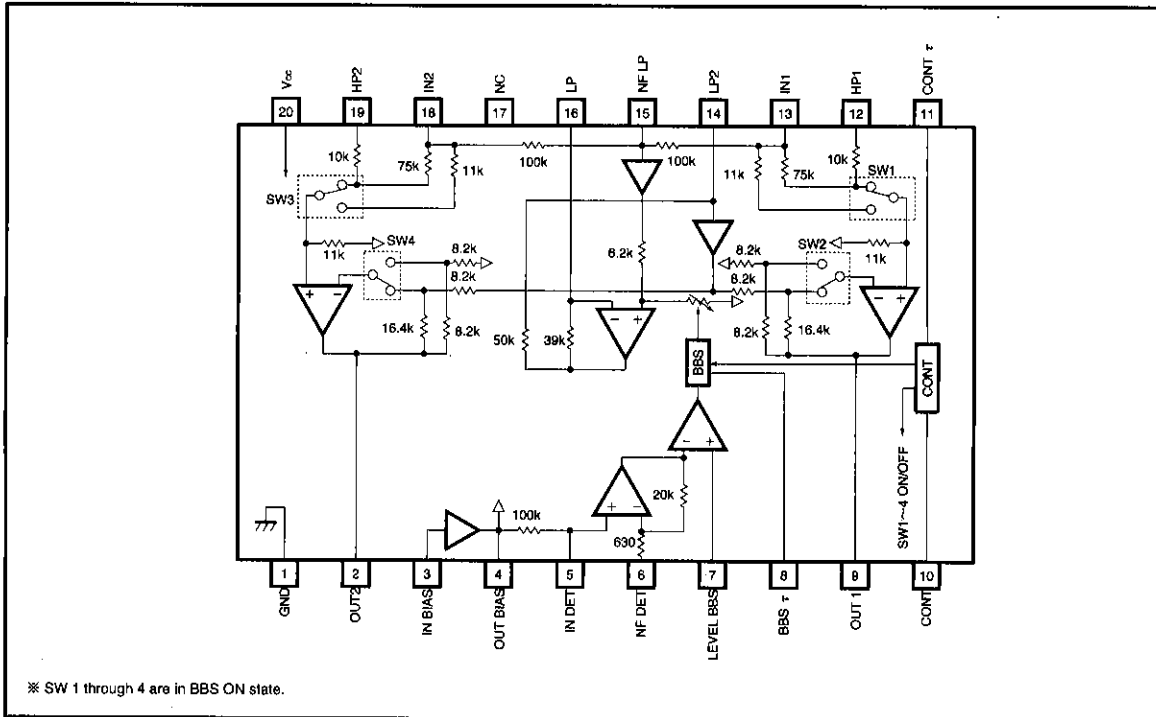 Vcc HP2 IN2 NC LP NF LP LP2 IN1 HP1 CONT τ
20 19 18 17 16 15 14 13 12 11
10k 75k 11k 100k 100k 11k 75k 10k
SW3 SW1
11k SW4 8.2k 8.2k 8.2k 8.2k SW2 11k
8.2k
+ − − +
16.4k 8.2k 50k 39k − + 8.2k 16.4k
BBS CONT
− +
20k
+ −
100k 630
SW1~4 ON/OFF
1 2 3 4 5 6 7 8 9 10
GND OUT2 IN BIAS OUT BIAS IN DET NF DET LEVEL BBS BBS τ OUT 1 CONT
※ SW 1 through 4 are in BBS ON state.